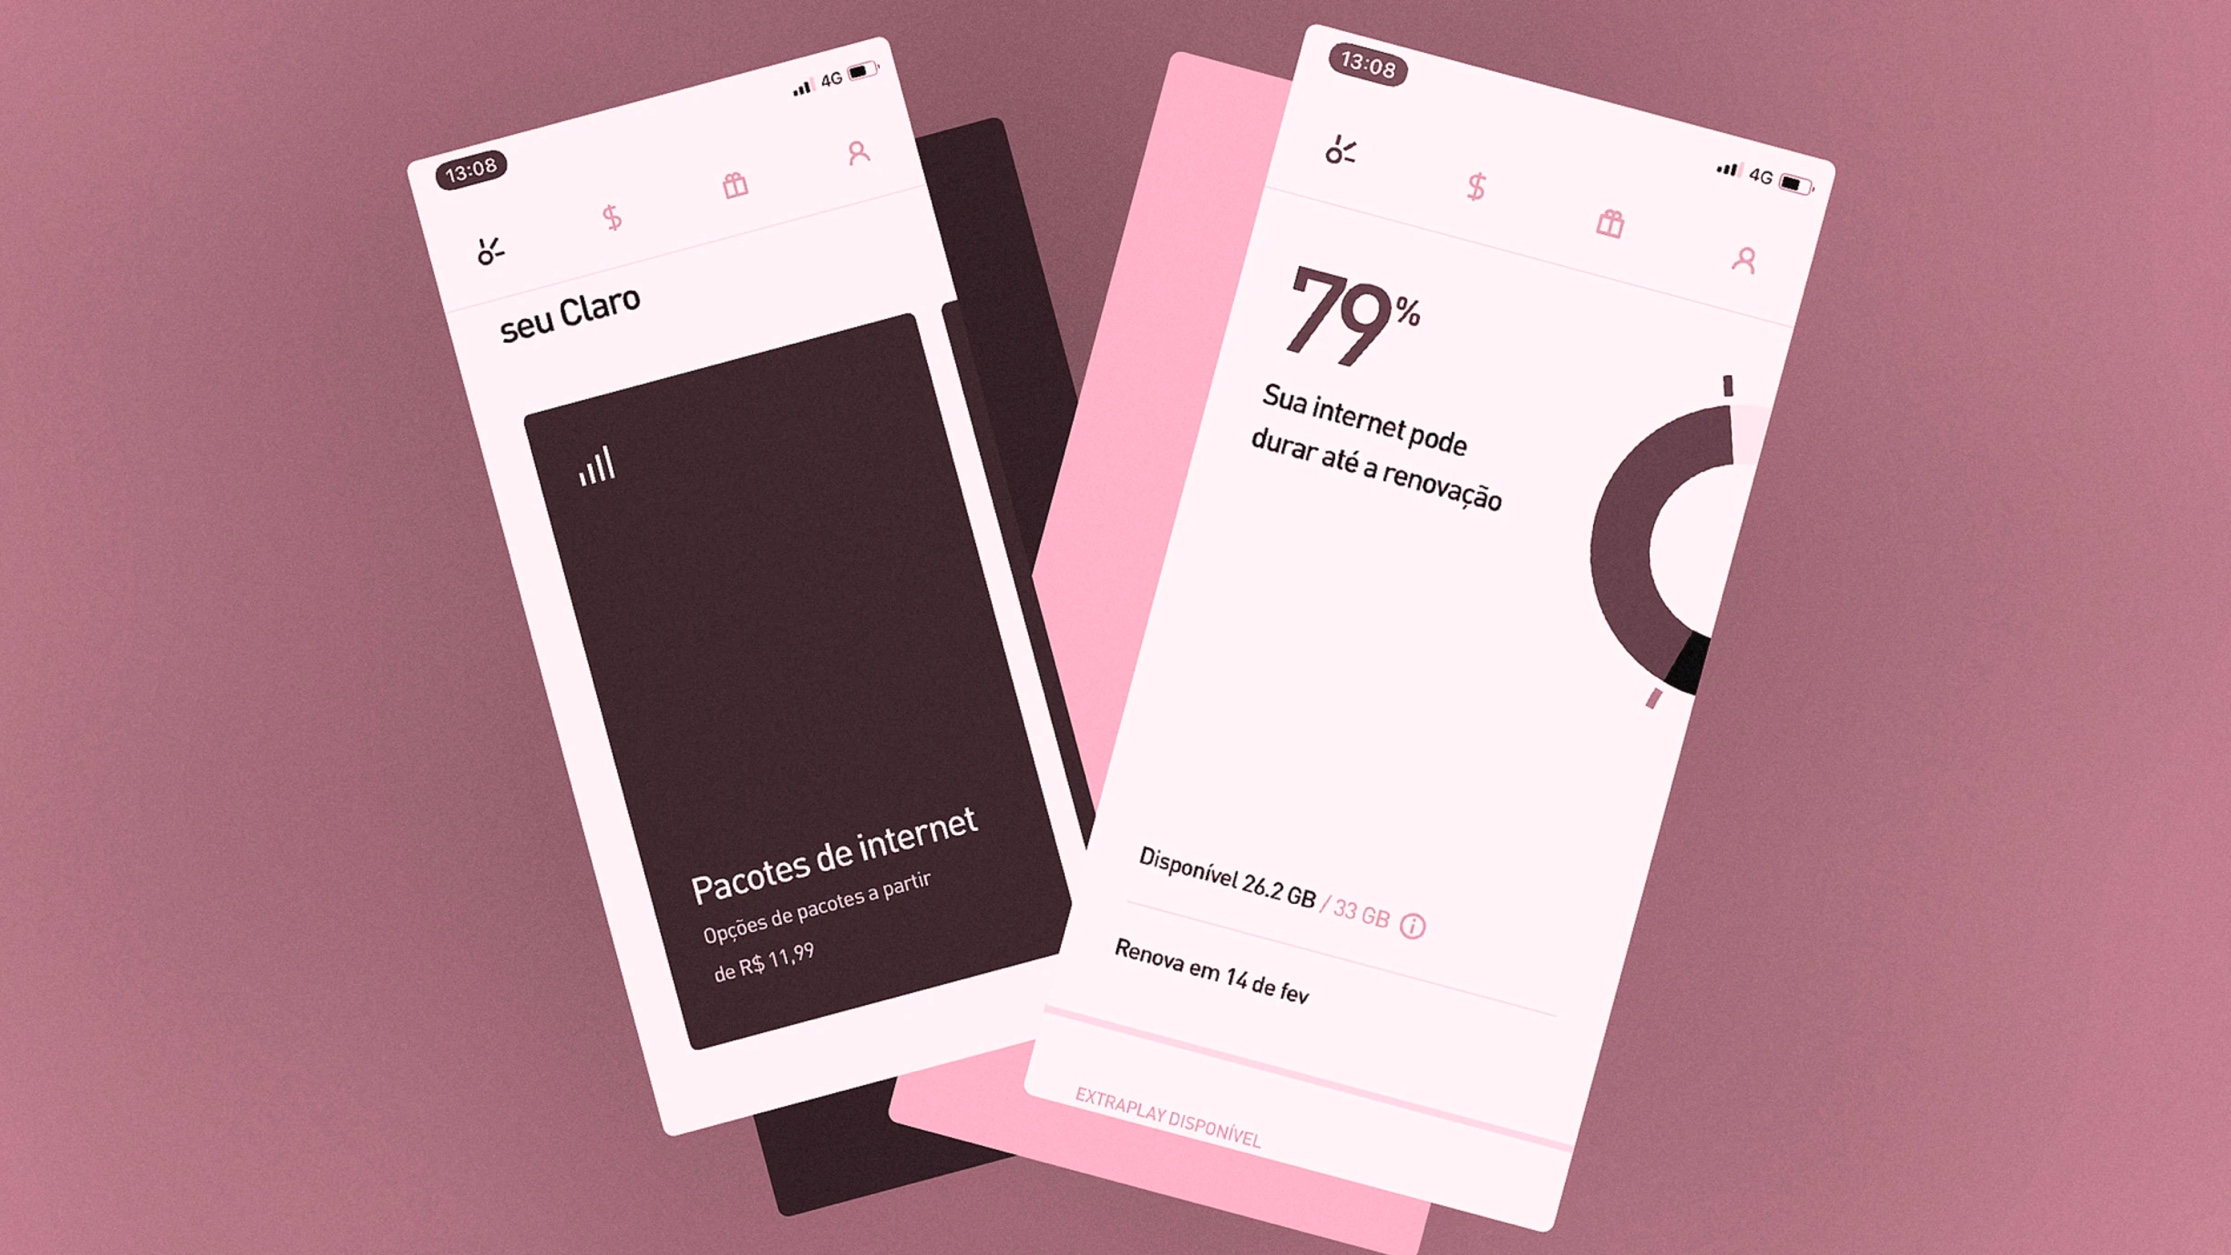 13:08
4G
seu Claro
Pacotes de internet
Opções de pacotes a partir
de R$ 11,99
13:08
4G
79%
Sua internet pode
durar até a renovação
Disponível 26.2 GB / 33 GB
Renova em 14 de fev
EXTRAPLAY DISPONÍVEL